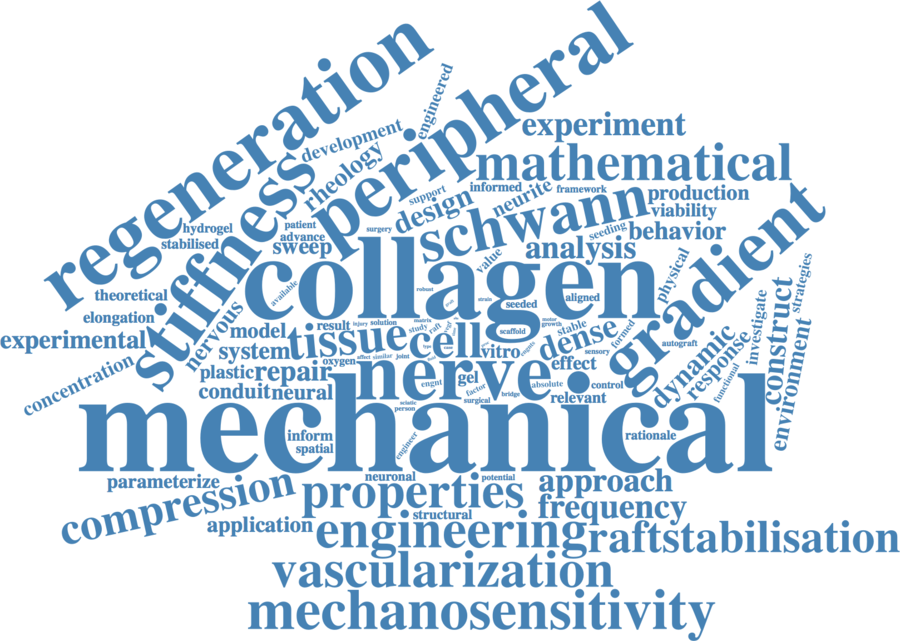 regeneration
peripheral
engineered
development
experiment
rheology
mathematical
stiffness
support
informed
framework
neurite
production
design
schwann
viability
hydrogel
patient
surgery
seeding
behavior
stabilised
advance
sweep
analysis
gradient
value
physical
collagen
strategies
theoretical
available
robust
strain
seeded
aligned
investigate
elongation
nervous
experimental
model
result
injury
solution
matrix
study
raft
scaffold
motor
growth
stable
formed
construct
tissue
cell
dense
autograft
system
vitro
sensory
dynamic
response
environment
oxygen
affect
similar
joint
effect
concentration
plastic
repair
nerve
gel
engnt
factor
absolute
control
functional
conduit
neural
surgical
bridge
relevant
mechanical
person
inform
spatial
engineer
rationale
parameterize
neuronal
potential
approach
compression
properties
frequency
structural
application
engineering
raftstabilisation
vascularization
mechanosensitivity